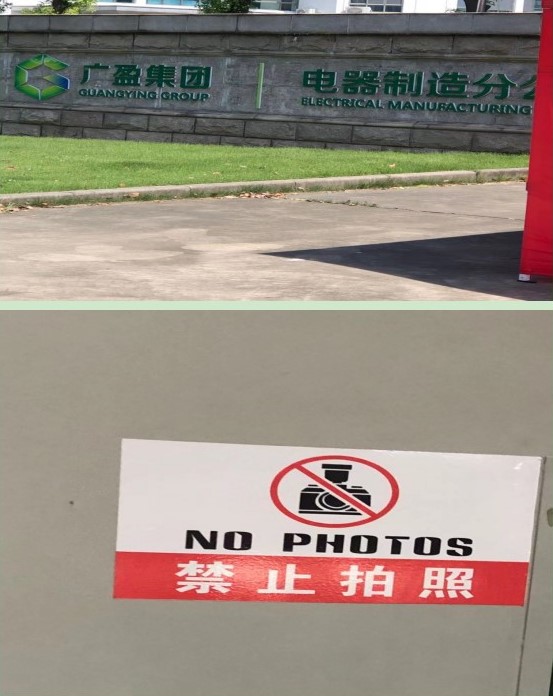 广盈集团
GUANGYING GROUP
电器制造分
ELECTRICAL MANUFACTURING
NO PHOTOS
禁止拍照